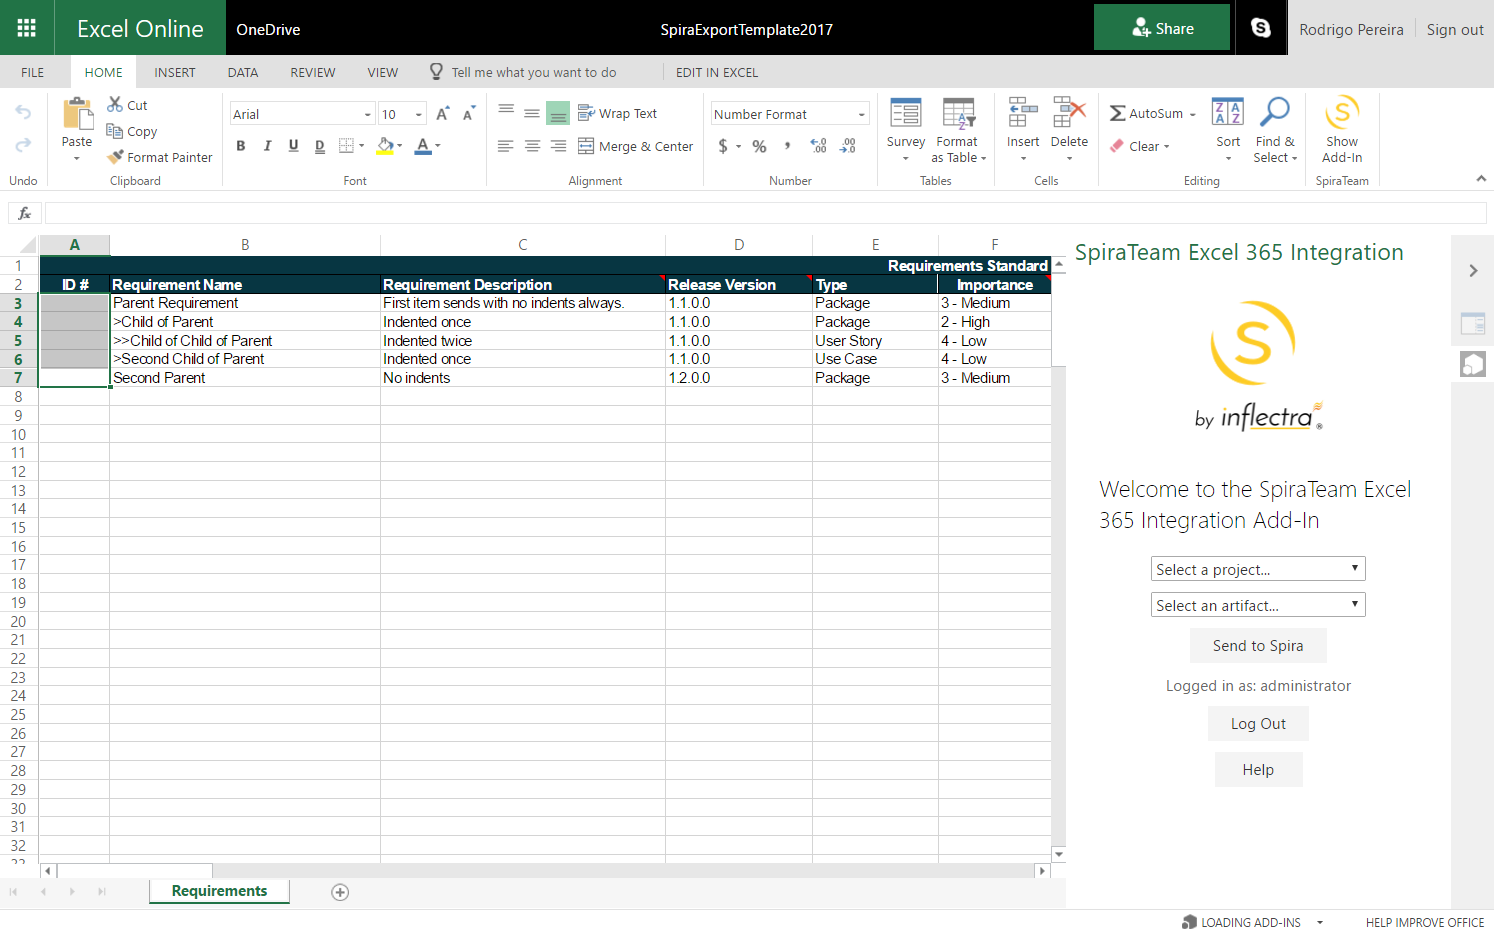 Excel Online OneDrive SpiraExportTemplate2017 Share Rodrigo Pereira Sign out
FILE HOME INSERT DATA REVIEW VIEW Tell me what you want to do EDIT IN EXCEL
Paste
Cut
Copy
Format Painter
Undo
Clipboard
Arial 10
B I U D A
Font
Wrap Text
Merge & Center
Alignment
Number Format
$ % , .00 .00
Number
Survey
Format
as Table
Tables
Insert
Delete
Cells
AutoSum
Clear
Sort
Find &
Select
Editing
Show
Add-In
SpiraTeam
fx
A B C D E F
1 Requirements Standard
2 ID # Requirement Name Requirement Description Release Version Type Importance
3 Parent Requirement First item sends with no indents always. 1.1.0.0 Package 3 - Medium
4 >Child of Parent Indented once 1.1.0.0 Package 2 - High
5 >>Child of Child of Parent Indented twice 1.1.0.0 User Story 4 - Low
6 >Second Child of Parent Indented once 1.1.0.0 Use Case 4 - Low
7 Second Parent No indents 1.2.0.0 Package 3 - Medium
8
9
10
11
12
13
14
15
16
17
18
19
20
21
22
23
24
25
26
27
28
29
30
31
32
Requirements
SpiraTeam Excel 365 Integration
S
by inflectra®
Welcome to the SpiraTeam Excel
365 Integration Add-In
Select a project...
Select an artifact...
Send to Spira
Logged in as: administrator
Log Out
Help
LOADING ADD-INS HELP IMPROVE OFFICE